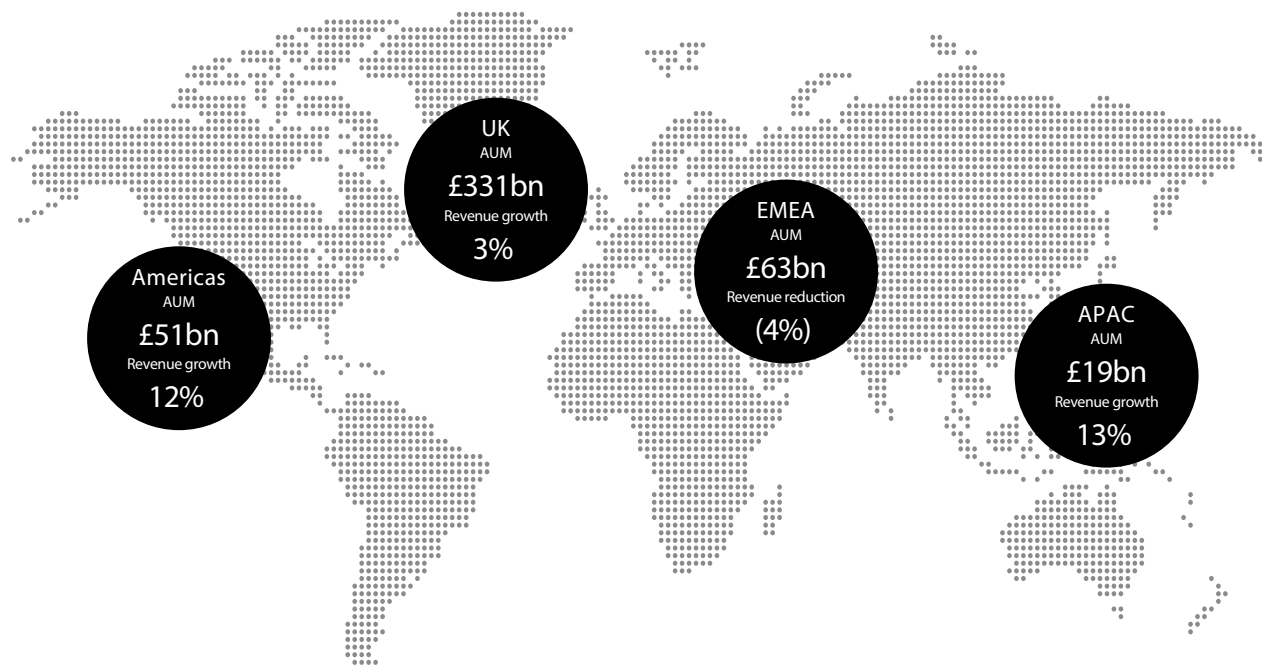 UK
AUM
£331bn
Revenue growth
3%
EMEA
AUM
£63bn
Revenue reduction
(4%)
Americas
AUM
£51bn
Revenue growth
12%
APAC
AUM
£19bn
Revenue growth
13%